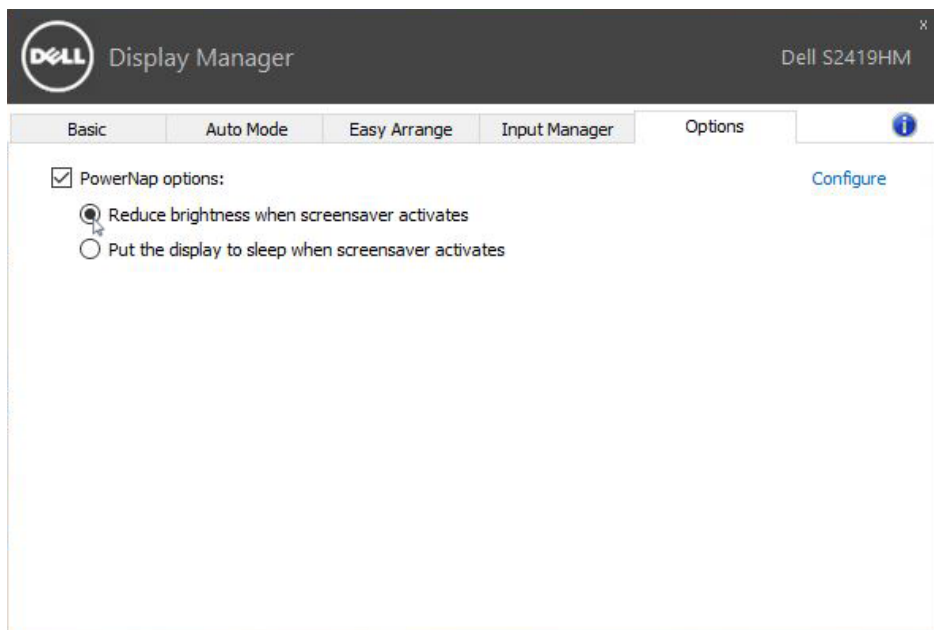 DELL Display Manager
Dell S2419HM
x
Basic Auto Mode Easy Arrange Input Manager Options i
PowerNap options: Configure
Reduce brightness when screensaver activates
Put the display to sleep when screensaver activates